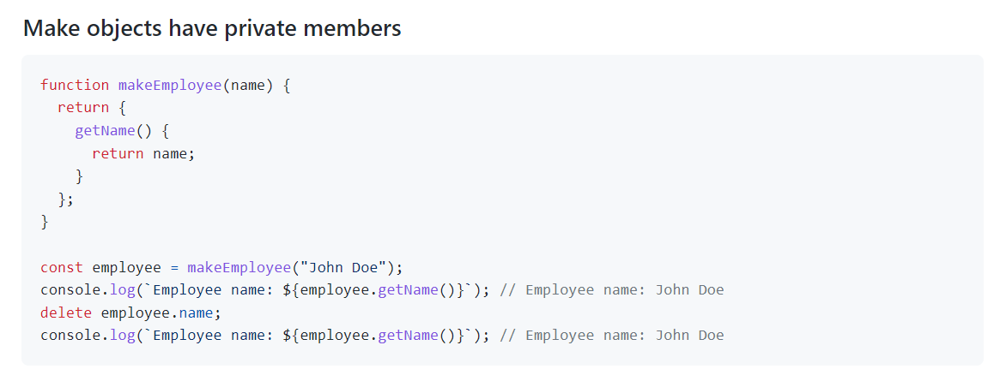 Make objects have private members
function makeEmployee(name) {
  return {
    getName() {
      return name;
    }
  };
}
const employee = makeEmployee("John Doe");
console.log(`Employee name: ${employee.getName()}`); // Employee name: John Doe
delete employee.name;
console.log(`Employee name: ${employee.getName()}`); // Employee name: John Doe